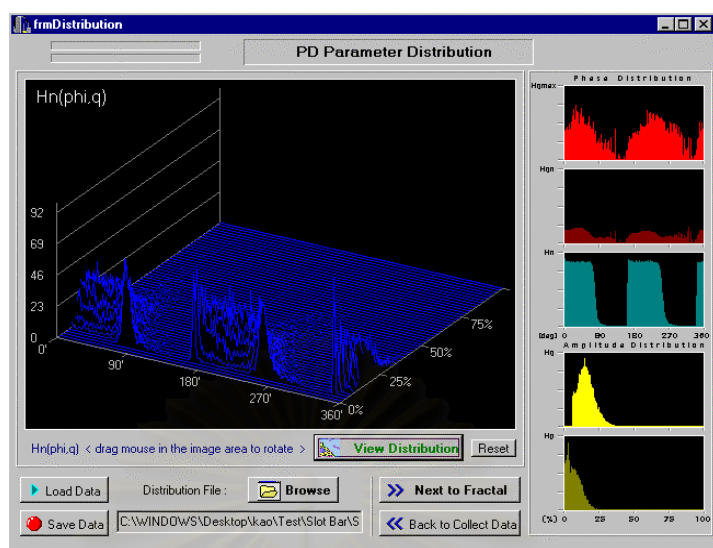 frmDistribution
PD Parameter Distribution
Hn(phi,q)
92
69
46
23
0
0'
90'
180'
270'
360'
0%
25%
50%
75%
Hn(phi,q) < drag mouse in the image area to rotate >
View Distribution
Reset
Phase Distribution
Hqmax
Hqn
Hn
[deg] 0 90 180 270 360
Amplitude Distribution
Hq
Hp
(%) 0 25 50 75 100
Load Data
Distribution File :
Browse
Next to Fractal
Save Data
C:\WINDOWS\Desktop\kao\Test\Slot Bar\S
Back to Collect Data